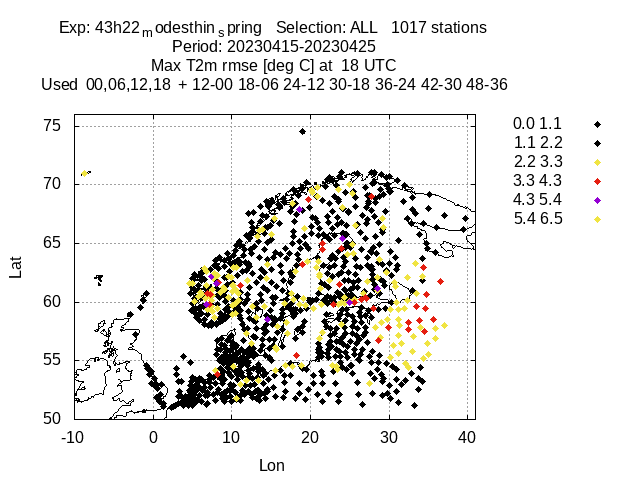 Exp: 43h22modesthinspring Selection: ALL 1017 stations
Period: 20230415-20230425
Max T2m rmse [deg C] at 18 UTC
Used 00,06,12,18 + 12-00 18-06 24-12 30-18 36-24 42-30 48-36
75
70
65
60
55
50
Lat
-10 0 10 20 30 40
Lon
0.0 1.1
1.1 2.2
2.2 3.3
3.3 4.3
4.3 5.4
5.4 6.5